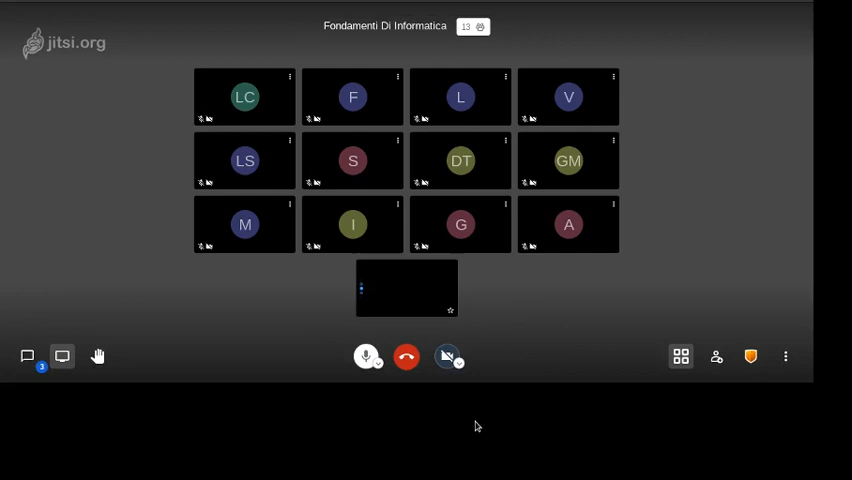 Fondamenti Di Informatica 13
jitsi.org
LC F L V
LS S DT GM
M I G A
3